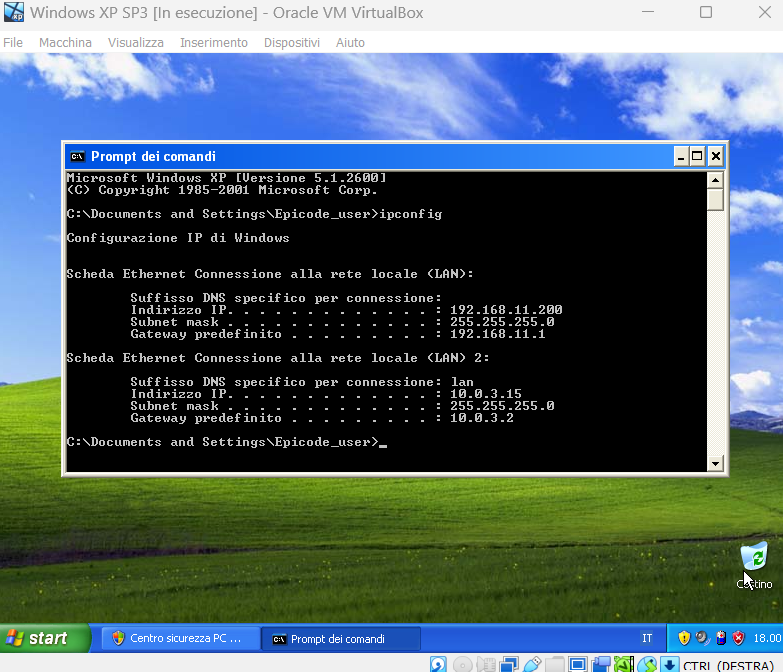 Windows XP SP3 [In esecuzione] - Oracle VM VirtualBox
File Macchina Visualizza Inserimento Dispositivi Aiuto
Prompt dei comandi
Microsoft Windows XP [Versione 5.1.2600]
(C) Copyright 1985-2001 Microsoft Corp.
C:\Documents and Settings\Epicode_user>ipconfig
Configurazione IP di Windows
Scheda Ethernet Connessione alla rete locale (LAN):
Suffisso DNS specifico per connessione:
Indirizzo IP. . . . . . . . . . . . . : 192.168.11.200
Subnet mask . . . . . . . . . . . . . : 255.255.255.0
Gateway predefinito . . . . . . . . . : 192.168.11.1
Scheda Ethernet Connessione alla rete locale (LAN) 2:
Suffisso DNS specifico per connessione: lan
Indirizzo IP. . . . . . . . . . . . . : 10.0.3.15
Subnet mask . . . . . . . . . . . . . : 255.255.255.0
Gateway predefinito . . . . . . . . . : 10.0.3.2
C:\Documents and Settings\Epicode_user>_
Cestino
start Centro sicurezza PC ... Prompt dei comandi IT 18.00
CTRL (DESTRA)